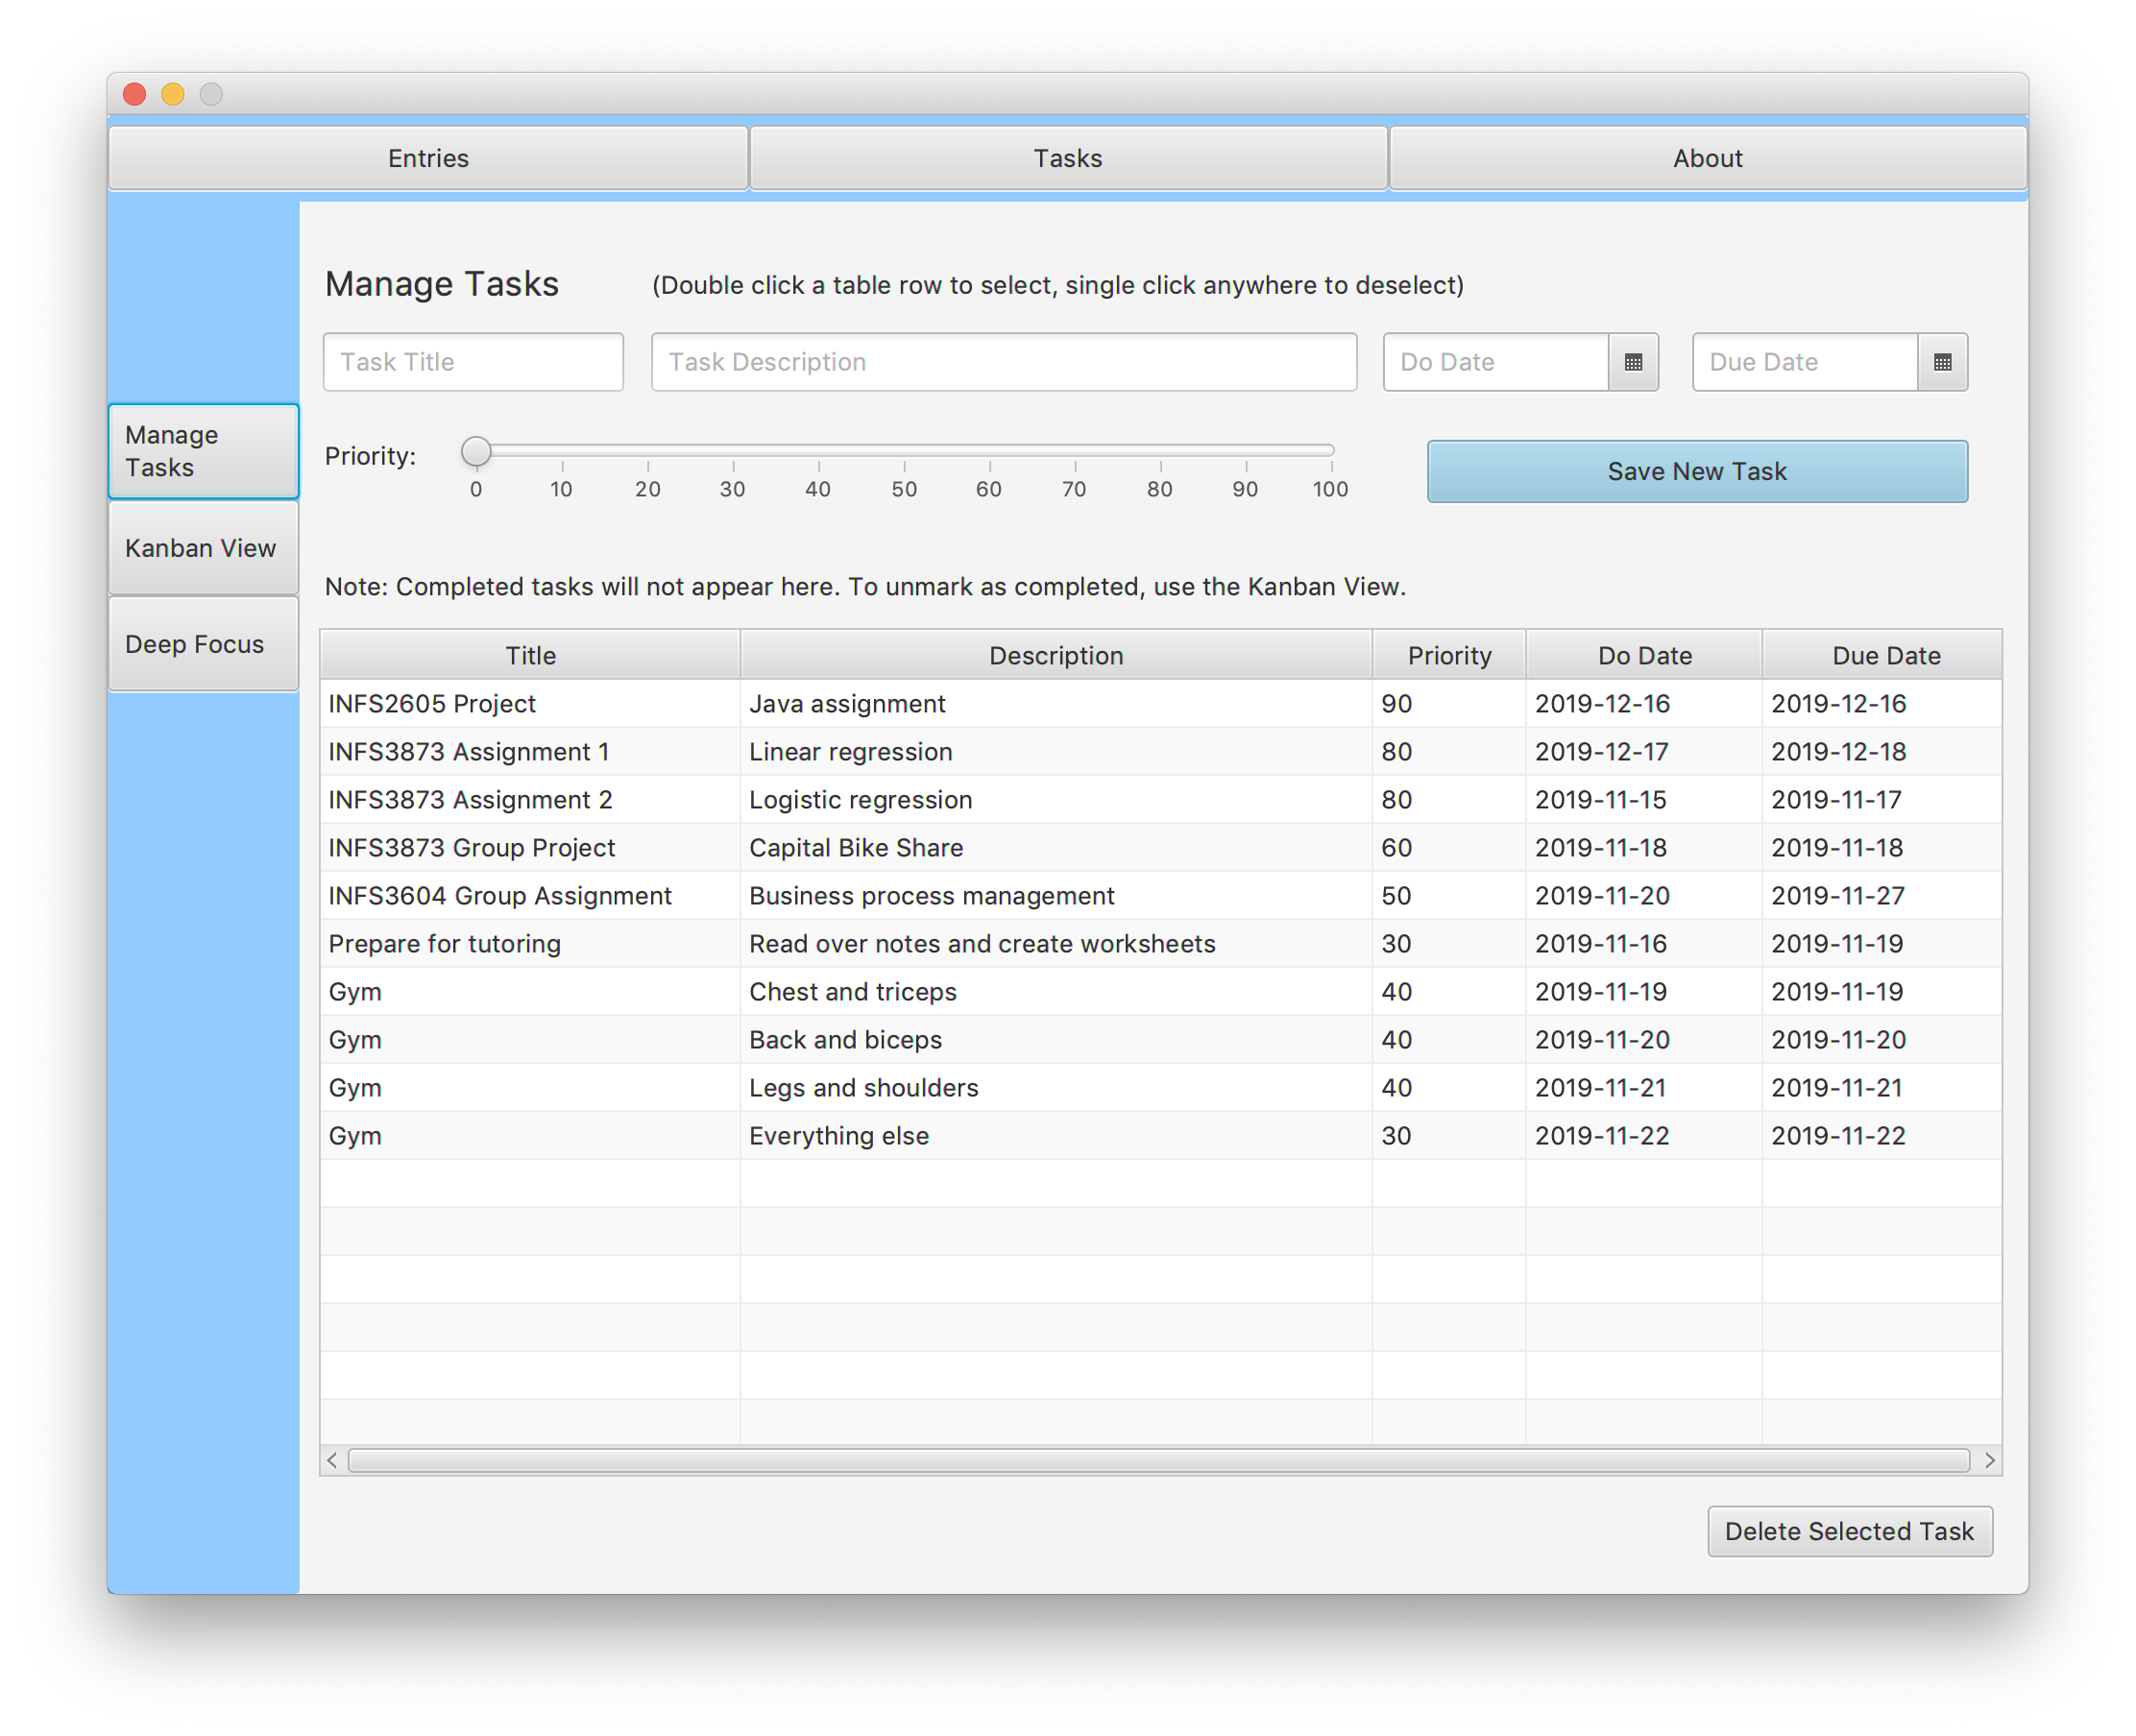 Entries Tasks About
Manage Tasks (Double click a table row to select, single click anywhere to deselect)
Task Title Task Description Do Date Due Date
Manage
Tasks
Kanban View
Deep Focus
Priority:
0 10 20 30 40 50 60 70 80 90 100
Save New Task
Note: Completed tasks will not appear here. To unmark as completed, use the Kanban View.
Title Description Priority Do Date Due Date
INFS2605 Project Java assignment 90 2019-12-16 2019-12-16
INFS3873 Assignment 1 Linear regression 80 2019-12-17 2019-12-18
INFS3873 Assignment 2 Logistic regression 80 2019-11-15 2019-11-17
INFS3873 Group Project Capital Bike Share 60 2019-11-18 2019-11-18
INFS3604 Group Assignment Business process management 50 2019-11-20 2019-11-27
Prepare for tutoring Read over notes and create worksheets 30 2019-11-16 2019-11-19
Gym Chest and triceps 40 2019-11-19 2019-11-19
Gym Back and biceps 40 2019-11-20 2019-11-20
Gym Legs and shoulders 40 2019-11-21 2019-11-21
Gym Everything else 30 2019-11-22 2019-11-22
Delete Selected Task